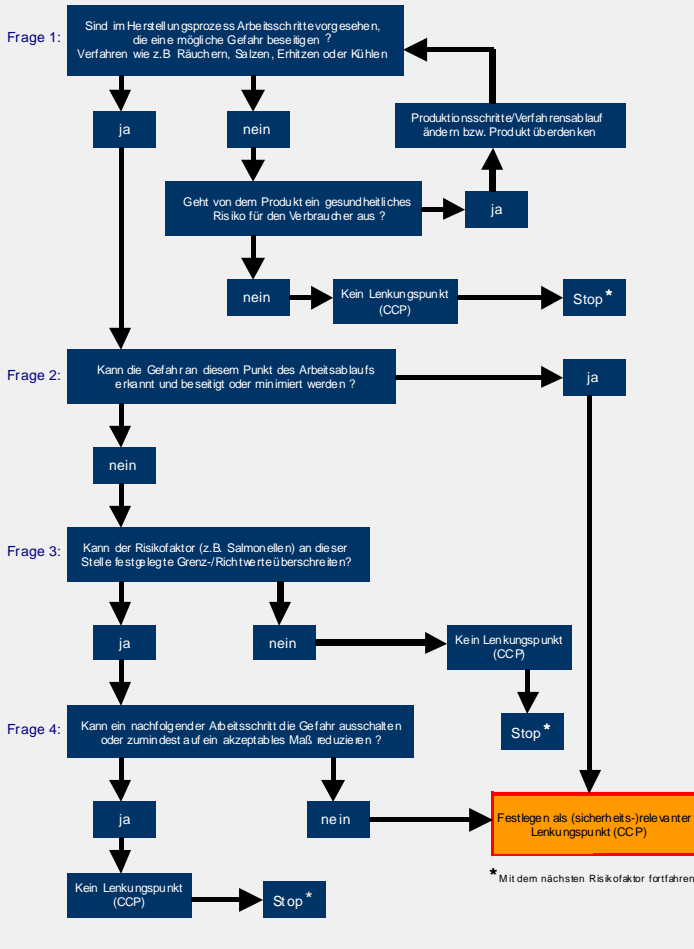 Frage 1:
Sind im Herstellungsprozess Arbeitsschritte vorgesehen,
die eine mögliche Gefahr beseitigen ?
Verfahren wie z.B Räuchern, Salzen, Erhitzen oder Kühlen
ja
nein
Produktionsschritte/Verfahrensablauf
ändern bzw. Produkt überdenken
Geht von dem Produkt ein gesundheitliches
Risiko für den Verbraucher aus ?
ja
nein
Kein Lenkungspunkt
(CCP)
Stop *
Frage 2:
Kann die Gefahr an diesem Punkt des Arbeitsablaufs
erkannt und beseitigt oder minimiert werden ?
ja
nein
Frage 3:
Kann der Risikofaktor (z.B. Salmonellen) an dieser
Stelle festgelegte Grenz-/Richtwerte überschreiten?
ja
nein
Kein Lenkungspunkt
(CCP)
Stop *
Frage 4:
Kann ein nachfolgender Arbeitsschritt die Gefahr ausschalten
oder zumindest auf ein akzeptables Maß reduzieren ?
ja
nein
Festlegen als (sicherheits-)relevanter
Lenkungspunkt (CCP)
Kein Lenkungspunkt
(CCP)
Stop *
* Mit dem nächsten Risikofaktor fortfahren